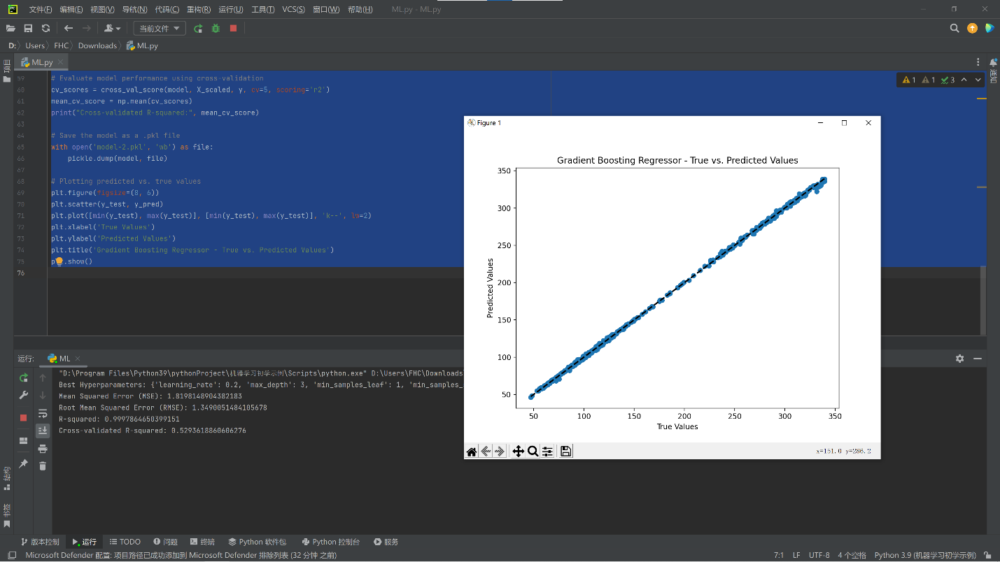 文件(F) 编辑(E) 视图(V) 导航(N) 代码(C) 重构(R) 运行(U) 工具(T) VCS(S) 窗口(W) 帮助(H) ML.py - ML.py
当前文件
D: Users FHC Downloads ML.py
项目
ML.py
通知
1 1 3
59 # Evaluate model performance using cross-validation
60 cv_scores = cross_val_score(model, X_scaled, y, cv=5, scoring='r2')
61 mean_cv_score = np.mean(cv_scores)
62 print("Cross-validated R-squared:", mean_cv_score)
63
64 # Save the model as a .pkl file
65 with open('model-2.pkl', 'wb') as file:
66 pickle.dump(model, file)
67
68 # Plotting predicted vs. true values
69 plt.figure(figsize=(8, 6))
70 plt.scatter(y_test, y_pred)
71 plt.plot([min(y_test), max(y_test)], [min(y_test), max(y_test)], 'k--', lw=2)
72 plt.xlabel('True Values')
73 plt.ylabel('Predicted Values')
74 plt.title('Gradient Boosting Regressor - True vs. Predicted Values')
75 .show()
76
Figure 1
Gradient Boosting Regressor - True vs. Predicted Values
350
300
250
200
150
100
50
Predicted Values
50 100 150 200 250 300 350
True Values
x=151.0 y=286.2
运行: ML
"D:\Program Files\Python39\pythonProject\机器学习初学示例\Scripts\python.exe" D:\Users\FHC\Downloads
Best Hyperparameters: {'learning_rate': 0.2, 'max_depth': 3, 'min_samples_leaf': 1, 'min_samples_
Mean Squared Error (MSE): 1.8198148904382183
Root Mean Squared Error (RMSE): 1.3490051484105678
R-squared: 0.9997864650399151
Cross-validated R-squared: 0.5293618860606276
结构
书签
版本控制 运行 TODO 问题 终端 Python 软件包 Python 控制台 服务
Microsoft Defender 配置: 项目路径已成功添加到 Microsoft Defender 排除列表 (32 分钟 之前) 7:1 LF UTF-8 4 个空格 Python 3.9 (机器学习初学示例)